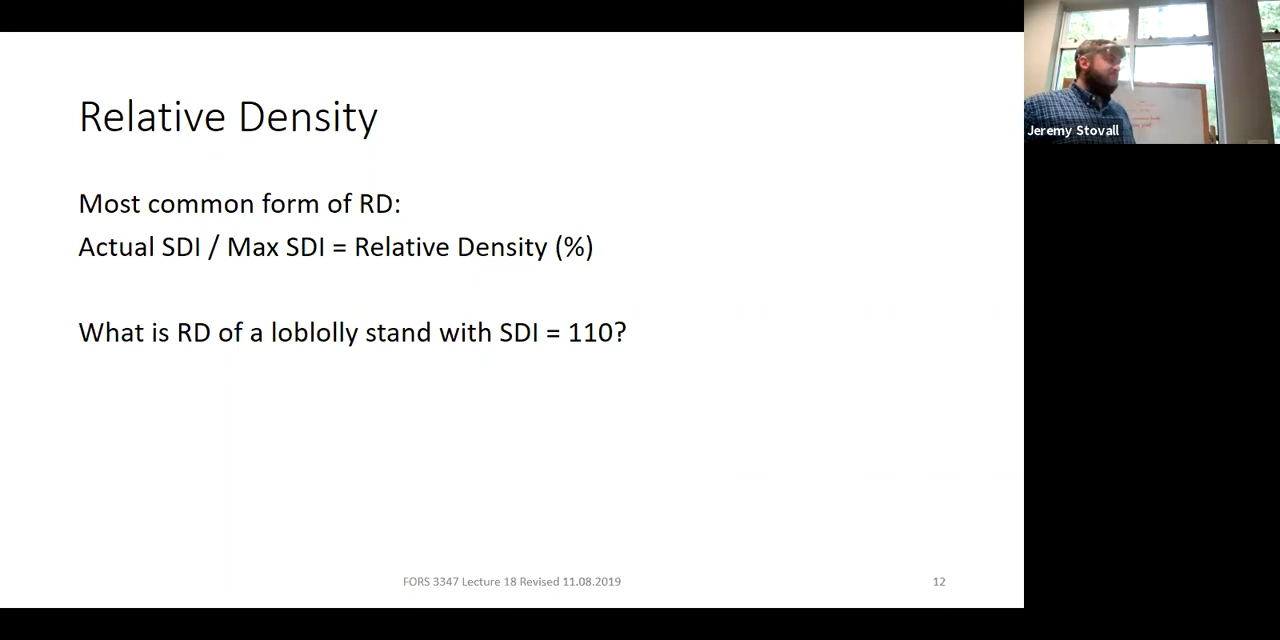 Relative Density
Most common form of RD:
Actual SDI / Max SDI = Relative Density (%)
What is RD of a loblolly stand with SDI = 110?
FORS 3347 Lecture 18 Revised 11.08.2019
12
Jeremy Stovall